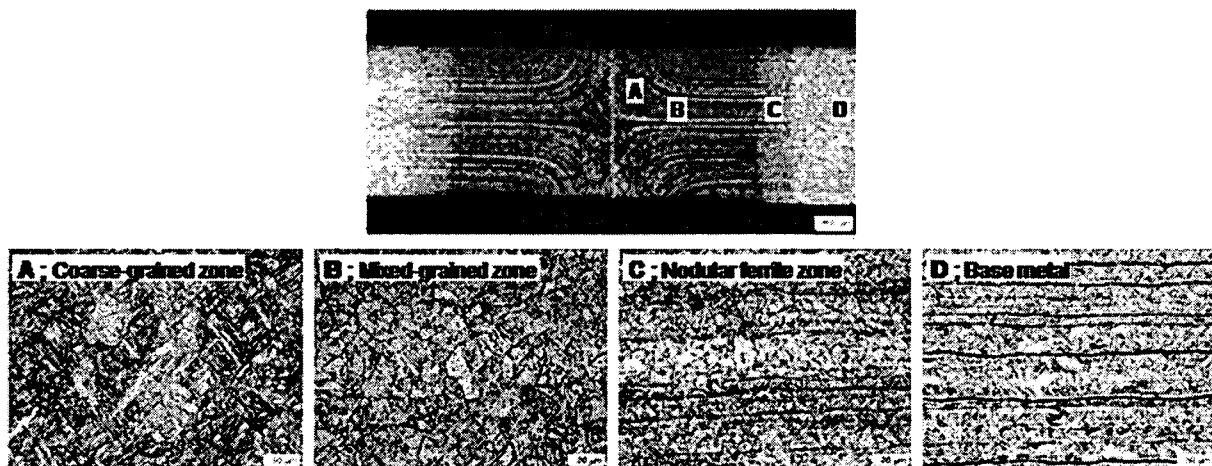 A
B
C
D
A ; Coarse-grained zone
B ; Mixed-grained zone
C ; Nodular ferrite zone
D ; Base metal